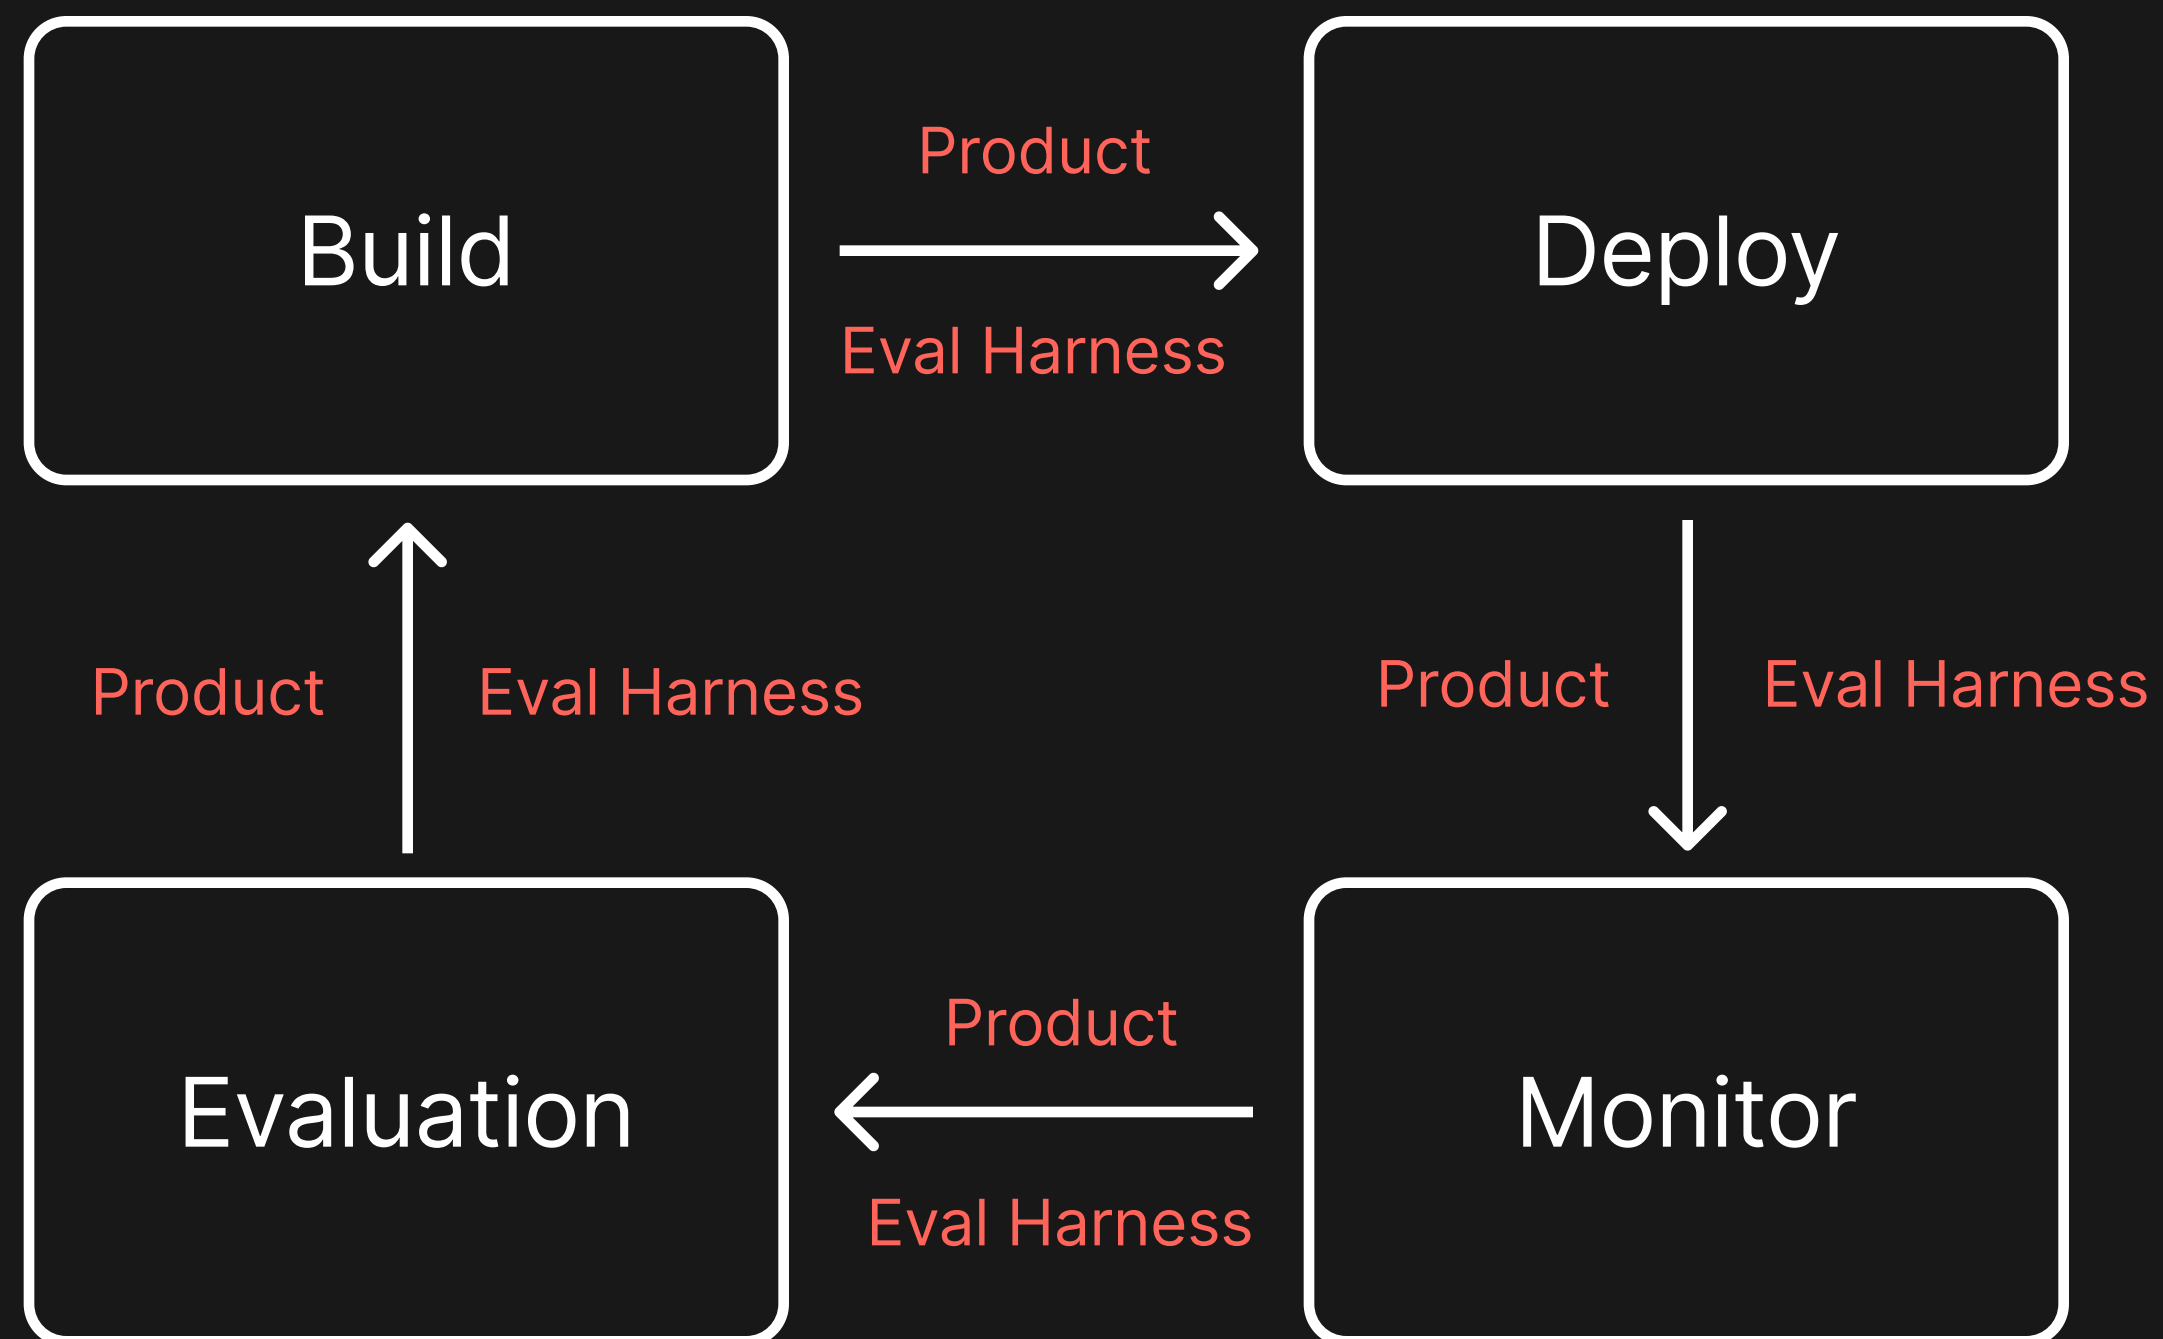 Build
Product
Eval Harness
Deploy
Product
Eval Harness
Product
Eval Harness
Evaluation
Product
Eval Harness
Monitor